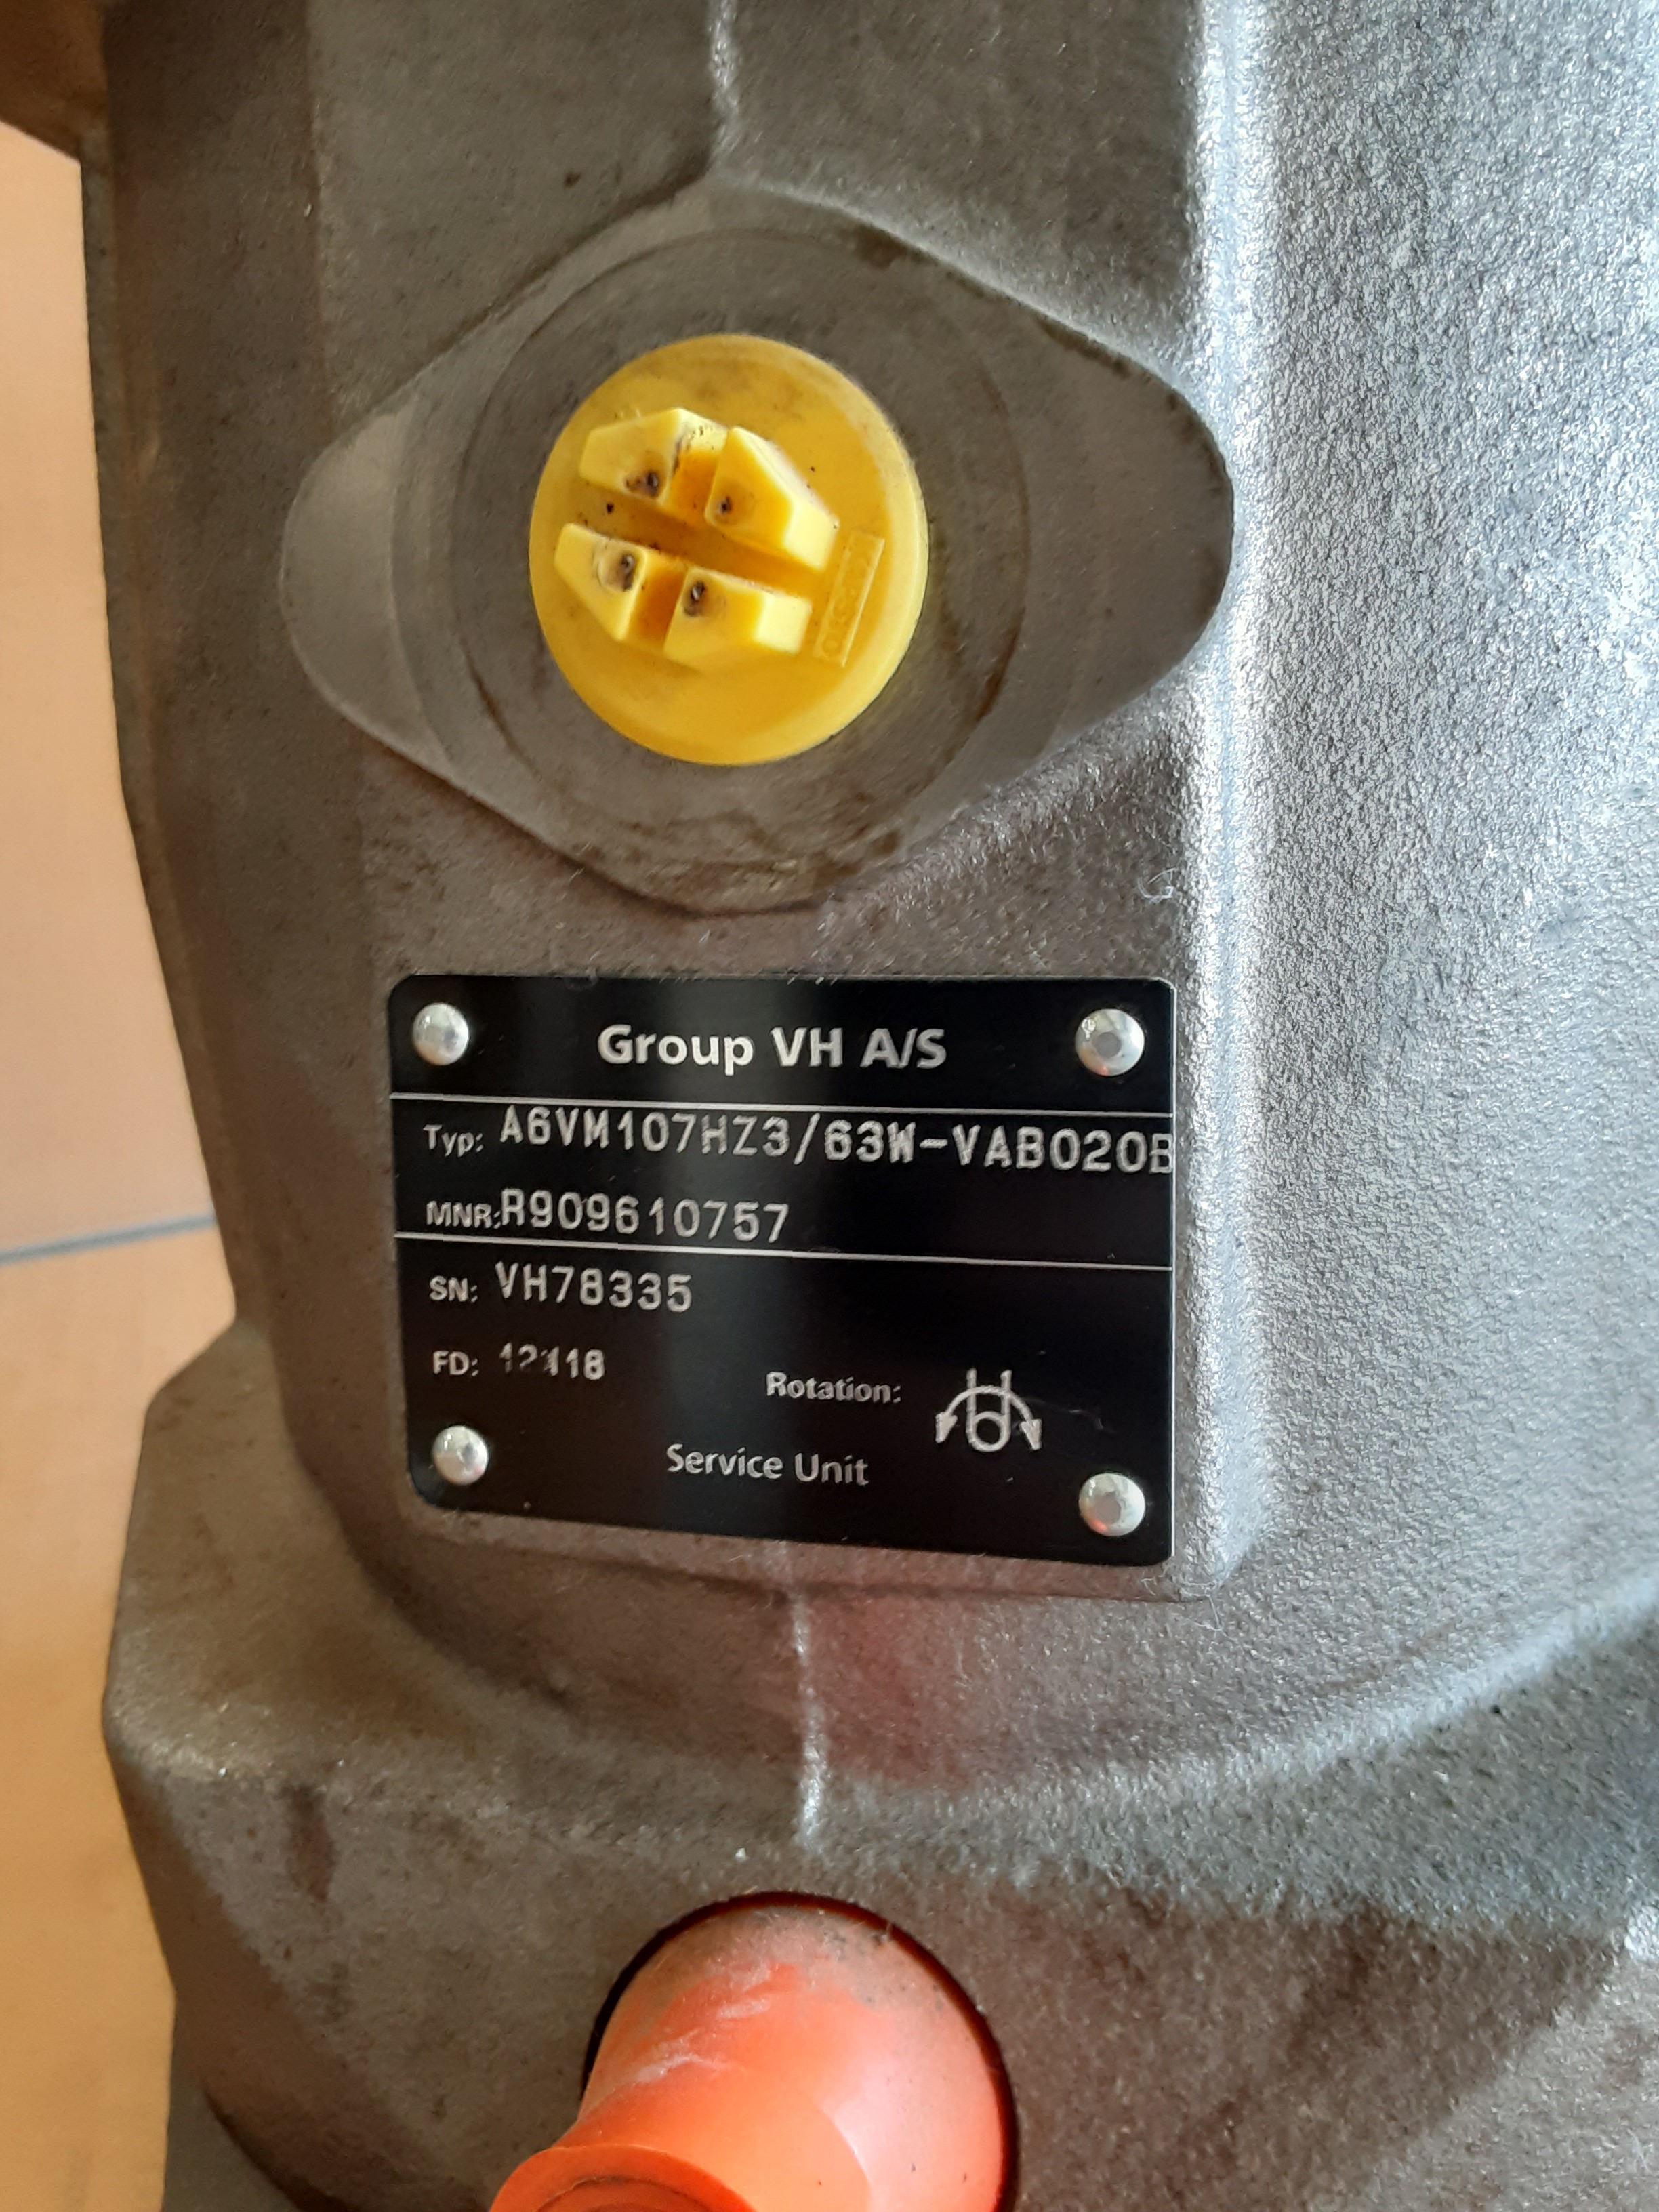 Group VH A/S
Typ: A6VM107HZ3/63W-VAB020B
MNR: R909610757
SN: VH78335
FD:
Rotation:
Service Unit